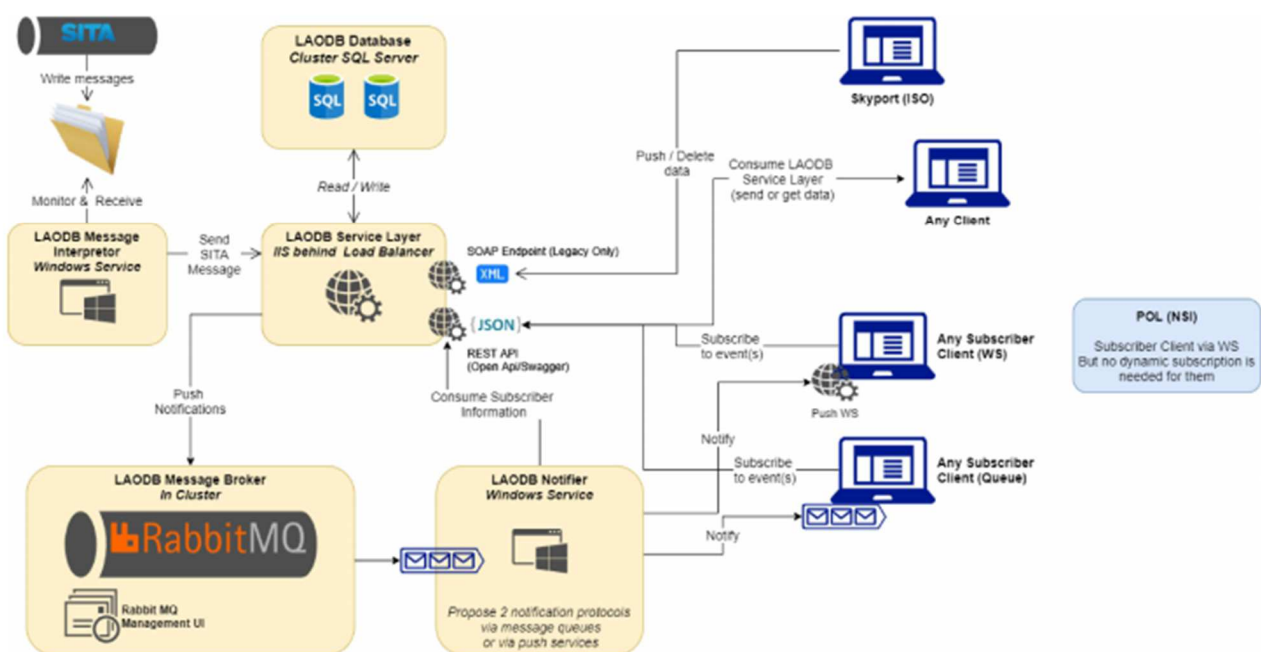 SITA
Write messages
Monitor & Receive
LAODB Message
Interpretor
Windows Service
Send
SITA
Message
LAODB Database
Cluster SQL Server
SQL
SQL
Read / Write
LAODB Service Layer
IIS behind Load Balancer
SOAP Endpoint (Legacy Only)
XML
{JSON}
REST API
(Open Api/Swagger)
Consume Subscriber
Information
Push / Delete
data
Consume LAODB
Service Layer
(send or get data)
Skyport (ISO)
Any Client
Subscribe
to event(s)
Any Subscriber
Client (WS)
Push WS
Notify
Subscribe
to event(s)
Any Subscriber
Client (Queue)
Notify
POL (NSI)
Subscriber Client via WS
But no dynamic subscription is
needed for them
Push
Notifications
LAODB Message Broker
In Cluster
RabbitMQ
Rabbit MQ
Management UI
LAODB Notifier
Windows Service
Propose 2 notification protocols
via message queues
or via push services